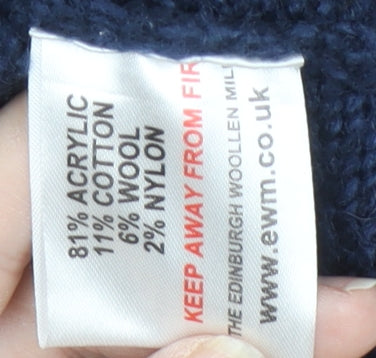 81% ACRYLIC
11% COTTON
6% WOOL
2% NYLON
KEEP AWAY FROM
THE EDINBURGH WOOLLEN
www.ewm.co.uk